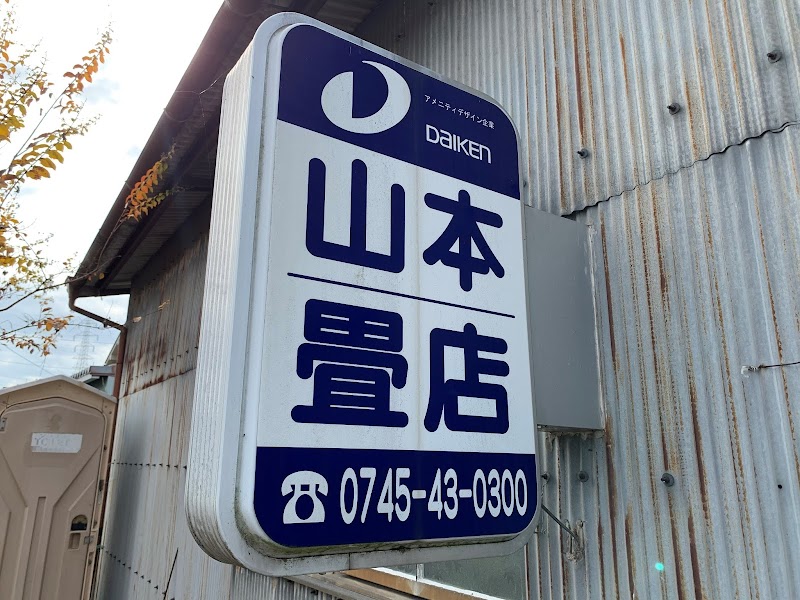 アメニティデザイン企業
DAIKEN
山本
畳店
0745-43-0300